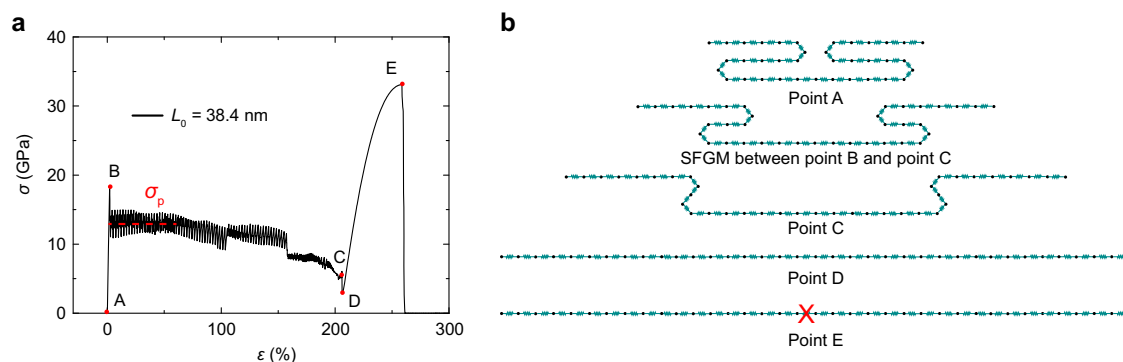 a
40
30
20
10
0
σ (GPa)
0
100
200
300
ε (%)
L₀ = 38.4 nm
A
B
σₚ
C
D
E
b
Point A
SFGM between point B and point C
Point C
Point D
X
Point E